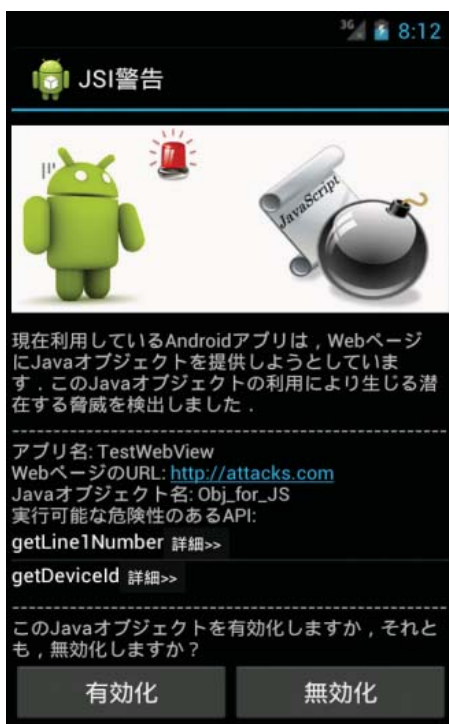 3G 8:12
JSI警告
JavaScript
現在利用しているAndroidアプリは，Webページ
にJavaオブジェクトを提供しようとしていま
す．このJavaオブジェクトの利用により生じる潜
在する脅威を検出しました．
--------------------------------------------------------
アプリ名: TestWebView
WebページのURL: http://attacks.com
Javaオブジェクト名: Obj_for_JS
実行可能な危険性のあるAPI:
getLine1Number 詳細>>
getDeviceId 詳細>>
--------------------------------------------------------
このJavaオブジェクトを有効化しますか，それと
も，無効化しますか？
有効化 無効化